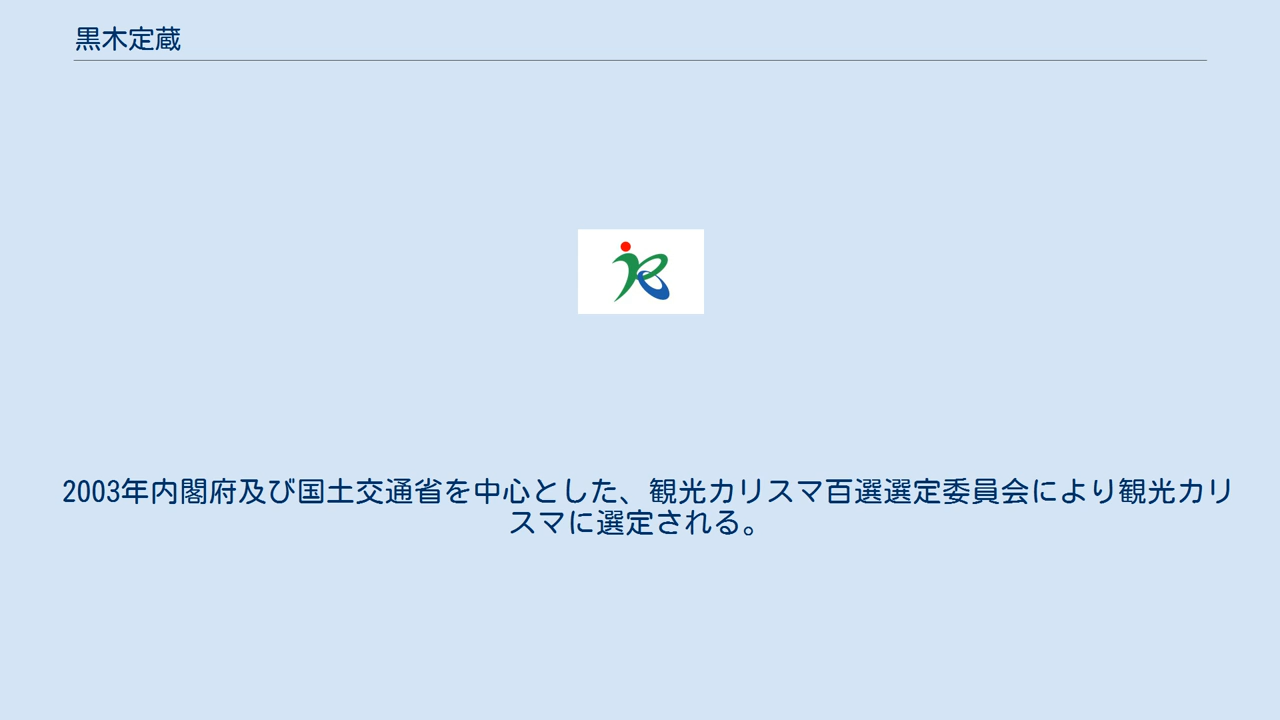 黒木定蔵
2003年内閣府及び国土交通省を中心とした、観光カリスマ百選選定委員会により観光カリ
スマに選定される。